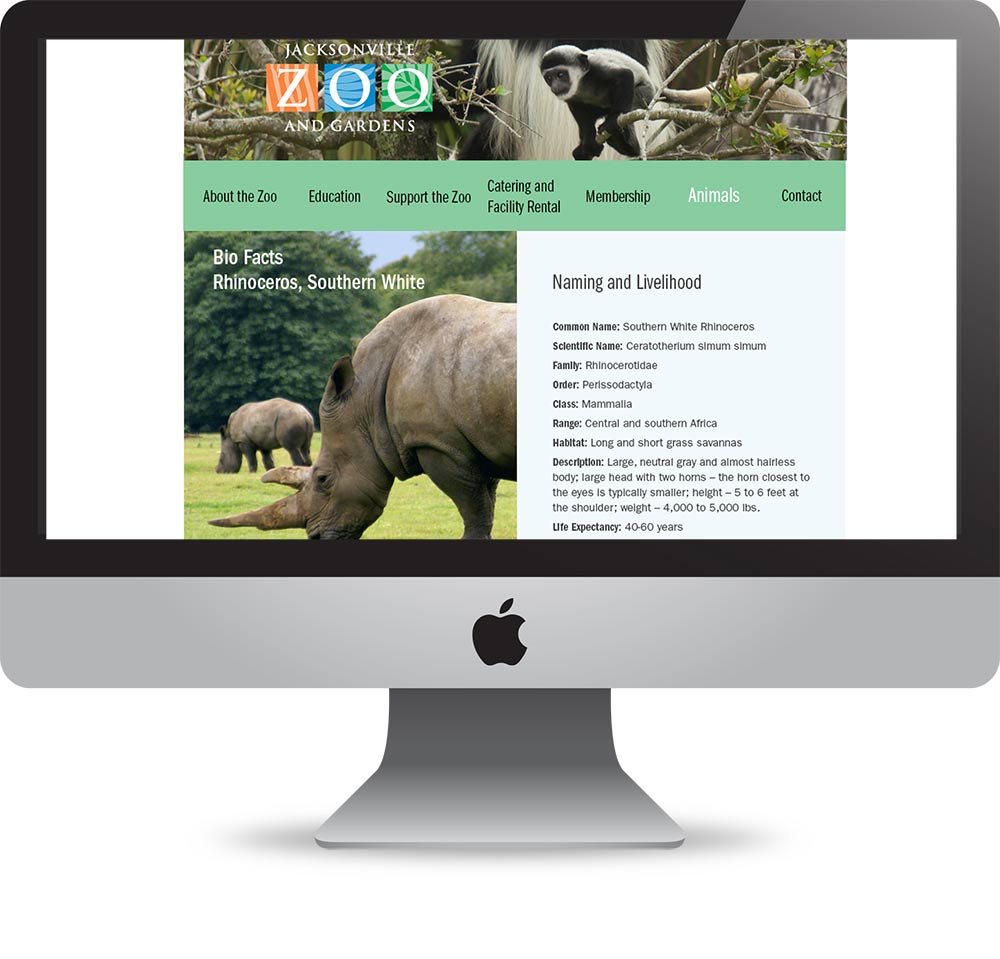 JACKSONVILLE
ZOO
AND GARDENS
About the Zoo
Education
Support the Zoo
Catering and
Facility Rental
Membership
Animals
Contact
Bio Facts
Rhinoceros, Southern White
Naming and Livelihood
Common Name: Southern White Rhinoceros
Scientific Name: Ceratotherium simum simum
Family: Rhinocerotidae
Order: Perissodactyla
Class: Mammalia
Range: Central and southern Africa
Habitat: Long and short grass savannas
Description: Large, neutral gray and almost hairless
body; large head with two horns – the horn closest to
the eyes is typically smaller; height – 5 to 6 feet at
the shoulder; weight – 4,000 to 5,000 lbs.
Life Expectancy: 40-60 years